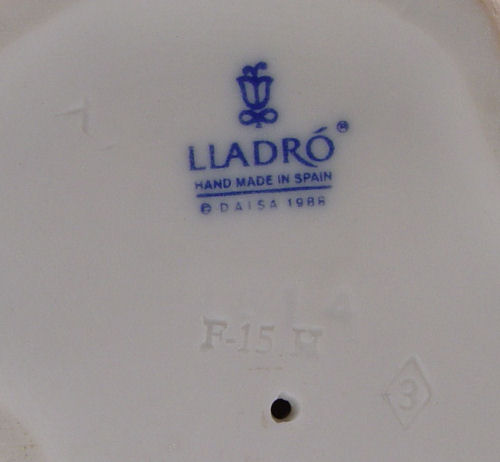 LLADRÓ®
HAND MADE IN SPAIN
© DAISA 1988
F-15 H
3